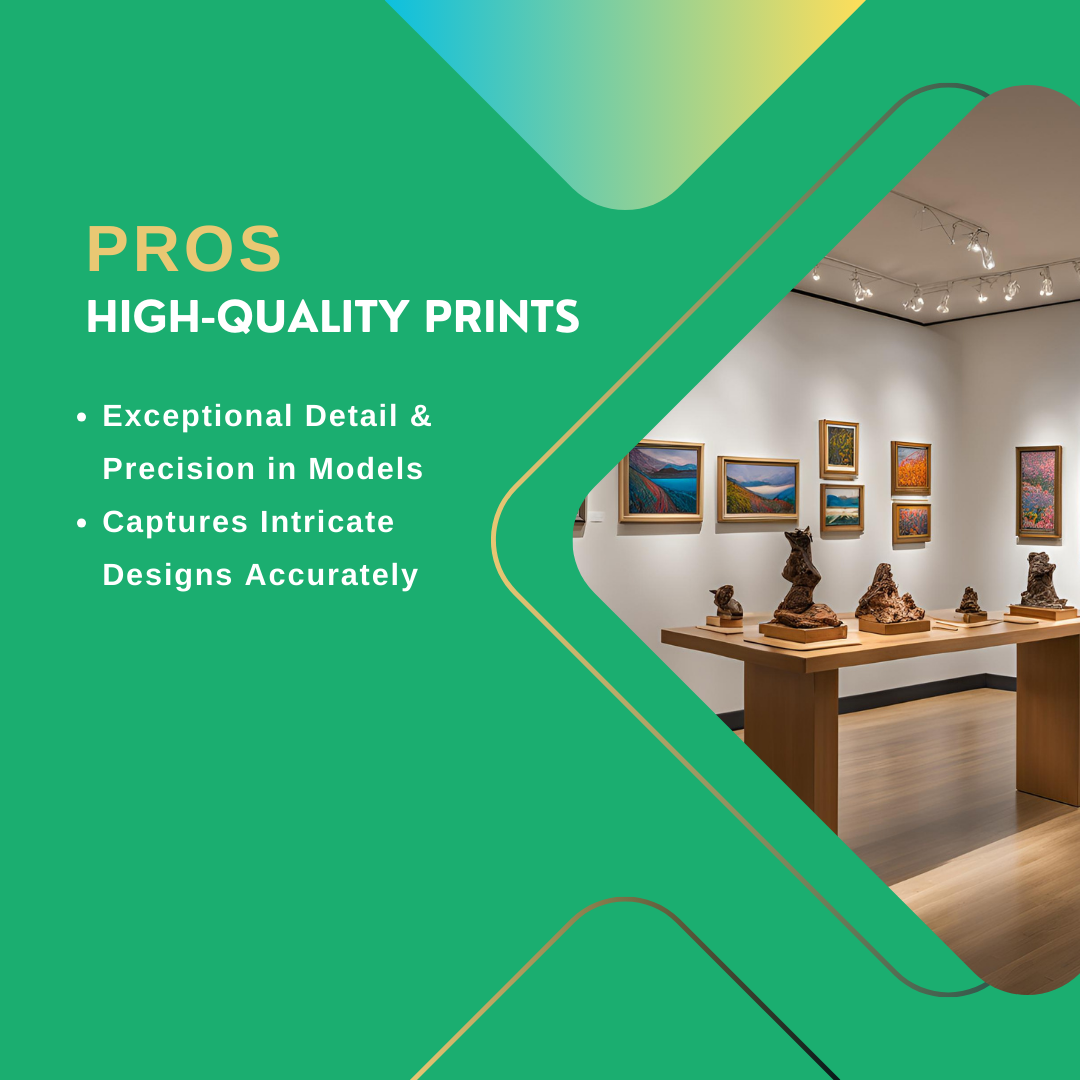 PROS
HIGH-QUALITY PRINTS
• Exceptional Detail &
Precision in Models
• Captures Intricate
Designs Accurately